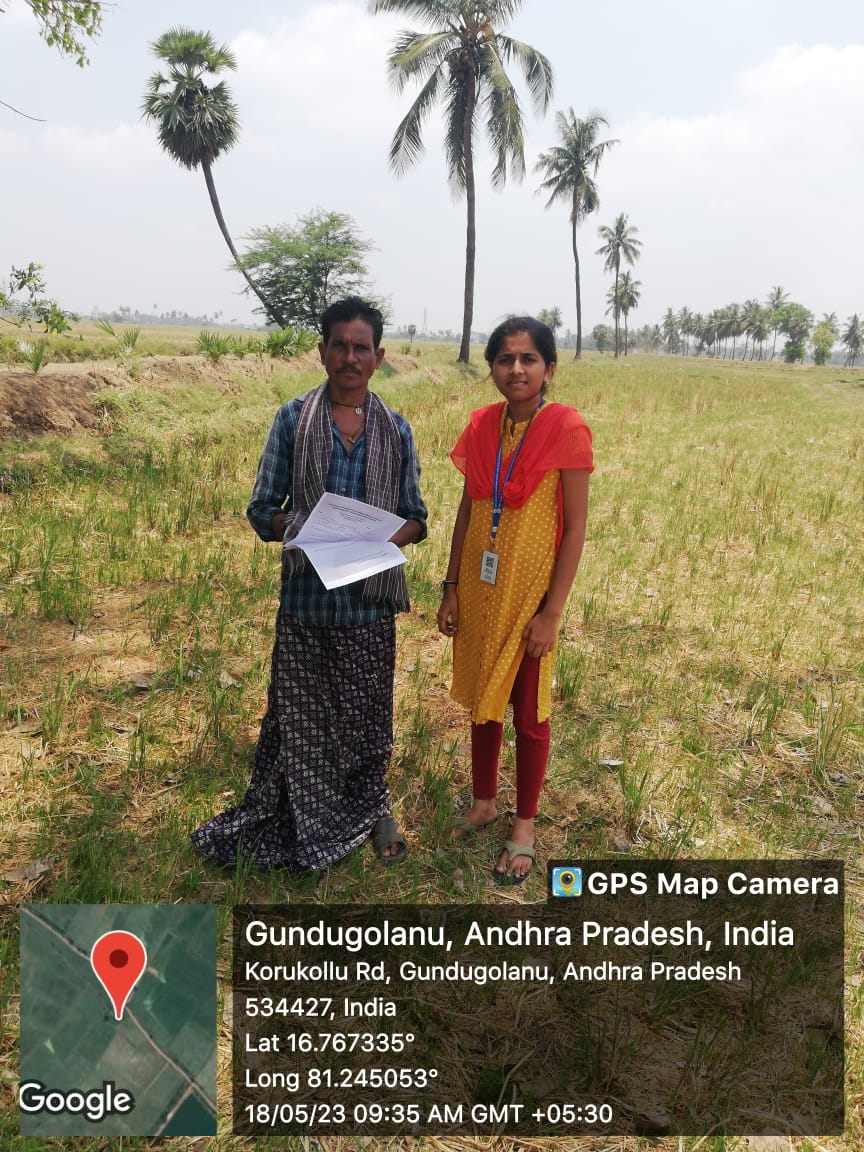 GPS Map Camera
Gundugolanu, Andhra Pradesh, India
Korukollu Rd, Gundugolanu, Andhra Pradesh
534427, India
Lat 16.767335°
Long 81.245053°
18/05/23 09:35 AM GMT +05:30
Google